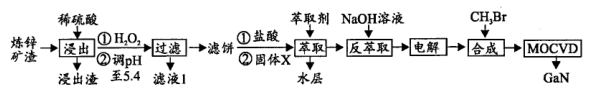 稀硫酸
萃取剂
NaOH溶液
CH₃Br
炼锌矿渣
浸出
①H₂O₂
②调pH至5.4
过滤
滤饼
①盐酸
②固体X
萃取
反萃取
电解
合成
MOCVD
浸出渣
滤液1
水层
GaN